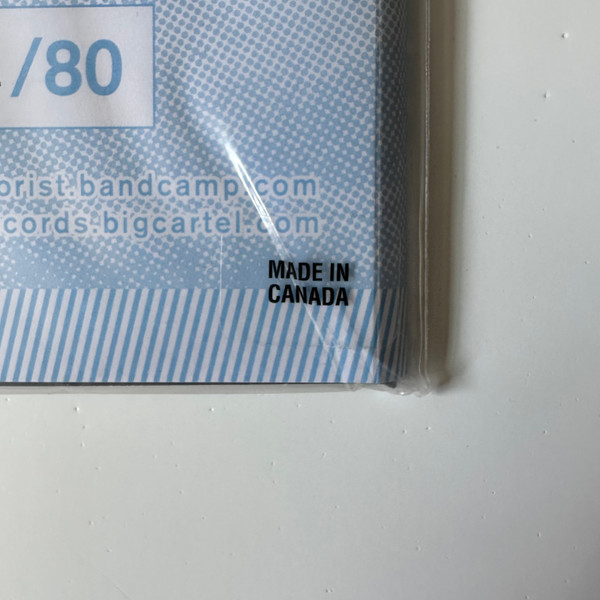 /80
orist.bandcamp.com
cords.bigcartel.com
MADE IN
CANADA